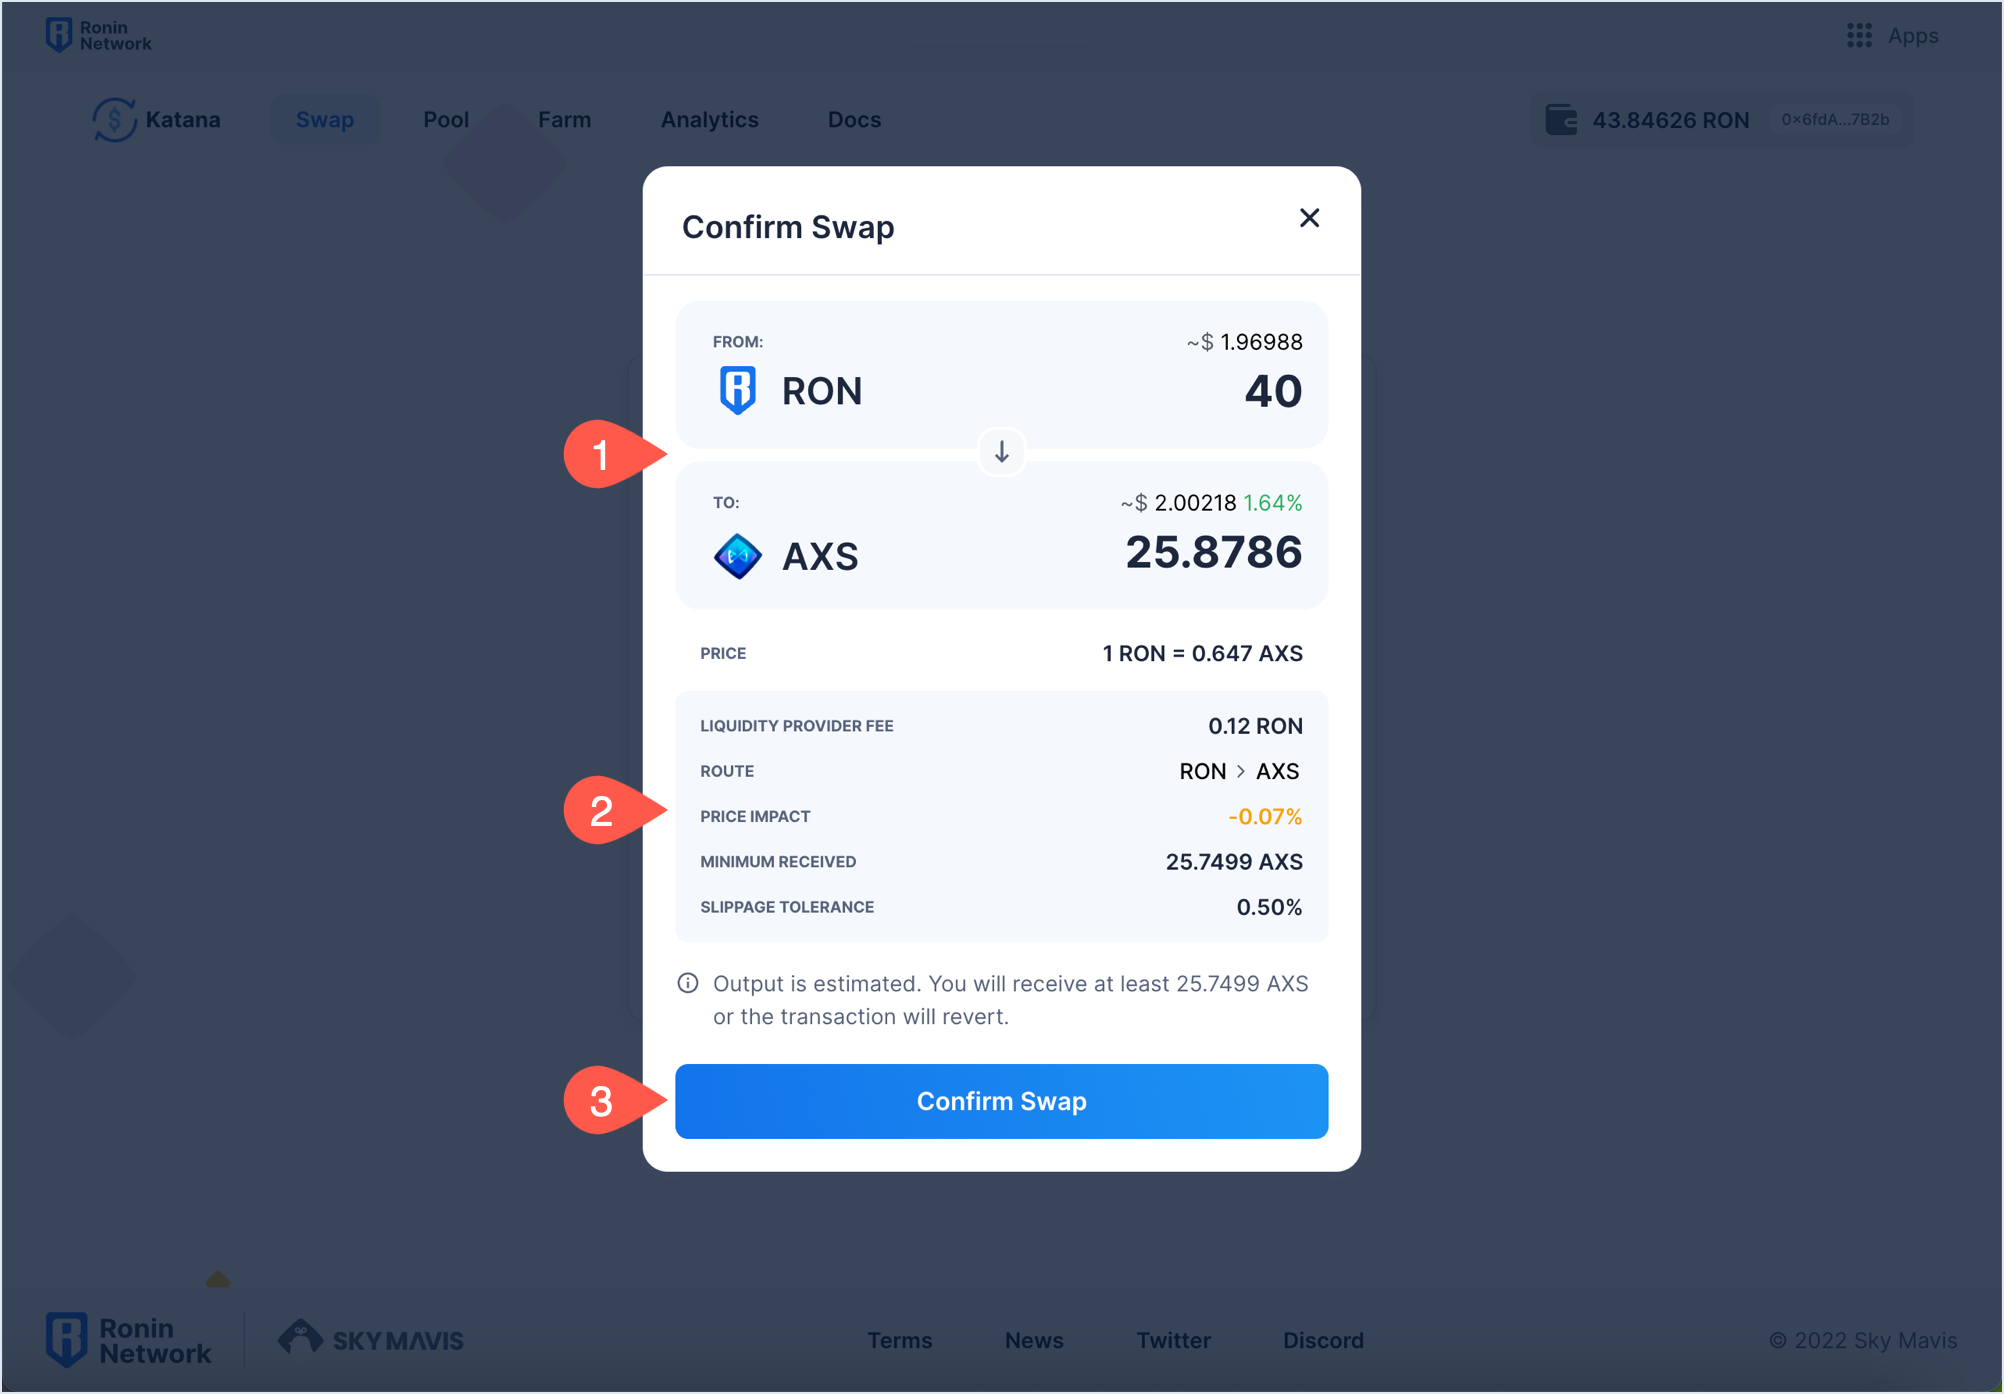 Ronin
Network
Apps
Katana
Swap
Pool
Farm
Analytics
Docs
43.84626 RON
0x6fdA...7B2b
Confirm Swap
FROM:
~$ 1.96988
RON
40
1
TO:
~$ 2.00218 1.64%
AXS
25.8786
PRICE
1 RON = 0.647 AXS
LIQUIDITY PROVIDER FEE
0.12 RON
ROUTE
RON > AXS
2
PRICE IMPACT
-0.07%
MINIMUM RECEIVED
25.7499 AXS
SLIPPAGE TOLERANCE
0.50%
Output is estimated. You will receive at least 25.7499 AXS
or the transaction will revert.
3
Confirm Swap
Ronin
Network
SKY MAVIS
Terms
News
Twitter
Discord
© 2022 Sky Mavis